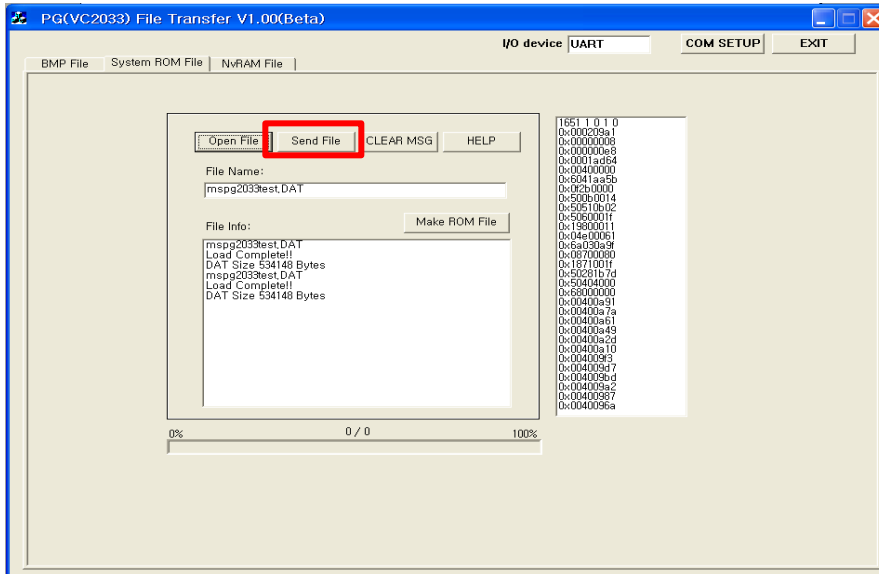 PG(VC2033) File Transfer V1.00(Beta)
I/O device UART COM SETUP EXIT
BMP File System ROM File NvRAM File
Open File Send File CLEAR MSG HELP
File Name:
mspg2033test.DAT
File Info: Make ROM File
mspg2033test.DAT
Load Complete!!
DAT Size 534148 Bytes
mspg2033test.DAT
Load Complete!!
DAT Size 534148 Bytes
0% 0 / 0 100%
1651 1 0 1 0
0x000209a1
0x00000008
0x000000e8
0x0001ad64
0x00400000
0x6041aa5b
0x0f2b0000
0x500b0014
0x50510b02
0x5060001f
0x19800011
0x04e00061
0x6a030a9f
0x08700080
0x1871001f
0x50281b7d
0x50404000
0x68000000
0x00400a91
0x00400a7a
0x00400a61
0x00400a49
0x00400a2d
0x00400a10
0x004009f3
0x004009d7
0x004009bd
0x004009a2
0x00400987
0x0040096a